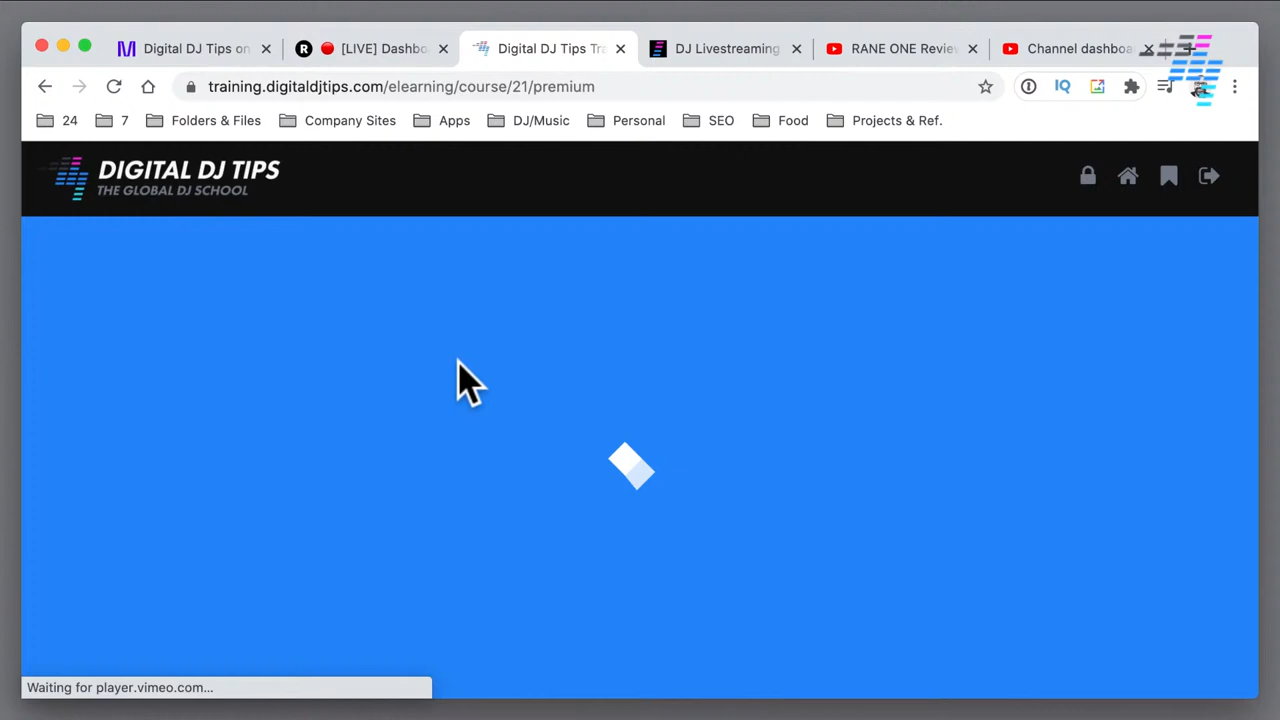 Digital DJ Tips on
[LIVE] Dashbo
Digital DJ Tips Tra
DJ Livestreaming
RANE ONE Review
Channel dashboa
training.digitaldjtips.com/elearning/course/21/premium
24
7
Folders & Files
Company Sites
Apps
DJ/Music
Personal
SEO
Food
Projects & Ref.
DIGITAL DJ TIPS
THE GLOBAL DJ SCHOOL
Waiting for player.vimeo.com...